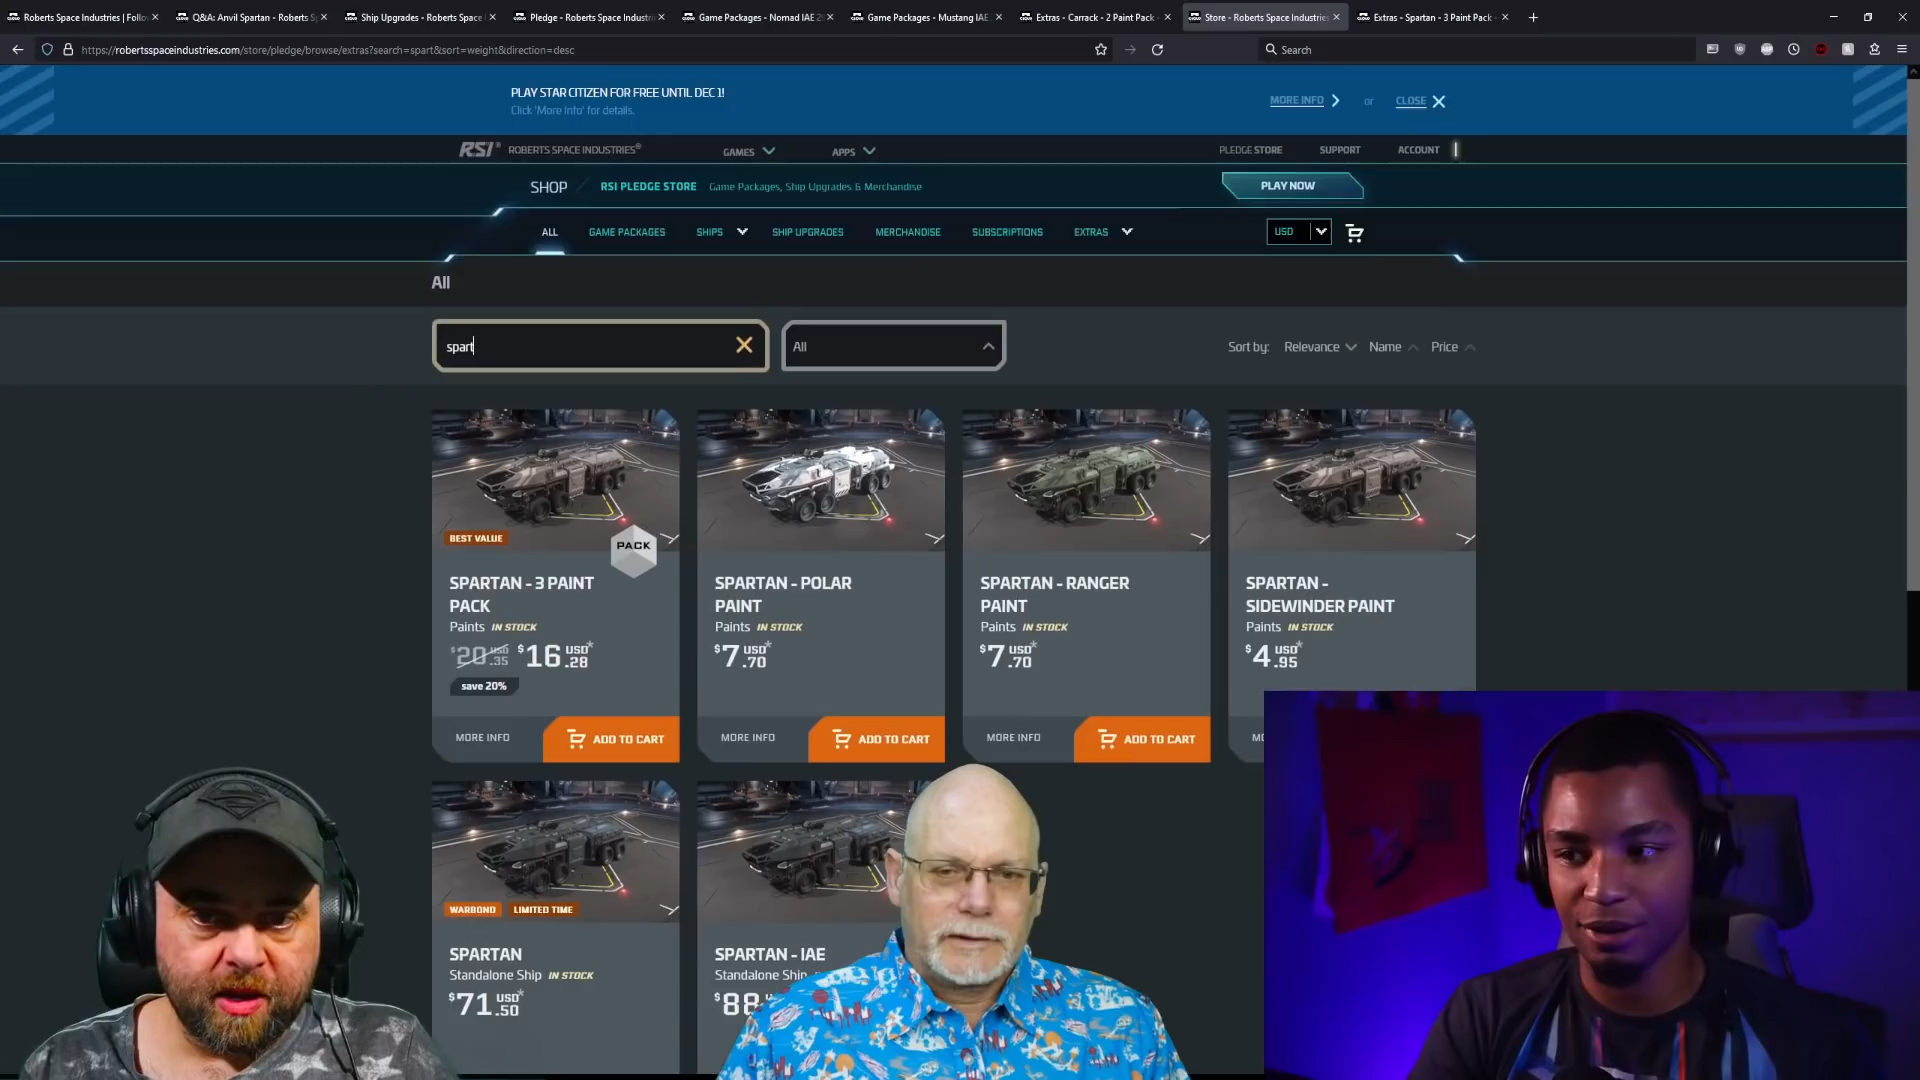 Roberts Space Industries | Follow
Q&A: Anvil Spartan - Roberts S
Ship Upgrades - Roberts Space
Pledge - Roberts Space Industri
Game Packages - Nomad IAE 29
Game Packages - Mustang IAE
Extras - Carrack - 2 Paint Pack -
Store - Roberts Space Industries
Extras - Spartan - 3 Paint Pack -
https://robertsspaceindustries.com/store/pledge/browse/extras?search=spart&sort=weight&direction=desc
Search
PLAY STAR CITIZEN FOR FREE UNTIL DEC 1!
Click 'More Info' for details.
MORE INFO
or
CLOSE
RSI® ROBERTS SPACE INDUSTRIES®
GAMES
APPS
PLEDGE STORE
SUPPORT
ACCOUNT
SHOP
RSI PLEDGE STORE
Game Packages, Ship Upgrades & Merchandise
PLAY NOW
ALL
GAME PACKAGES
SHIPS
SHIP UPGRADES
MERCHANDISE
SUBSCRIPTIONS
EXTRAS
USD
All
spart
All
Sort by: Relevance Name Price
BEST VALUE
PACK
SPARTAN - 3 PAINT
PACK
Paints IN STOCK
$20.35 USD $16.28 USD*
save 20%
MORE INFO
ADD TO CART
SPARTAN - POLAR
PAINT
Paints IN STOCK
$7.70 USD*
MORE INFO
ADD TO CART
SPARTAN - RANGER
PAINT
Paints IN STOCK
$7.70 USD*
MORE INFO
ADD TO CART
SPARTAN -
SIDEWINDER PAINT
Paints IN STOCK
$4.95 USD*
WARBOND
LIMITED TIME
SPARTAN
Standalone Ship IN STOCK
$71.50 USD*
SPARTAN - IAE
Standalone Ship
$88